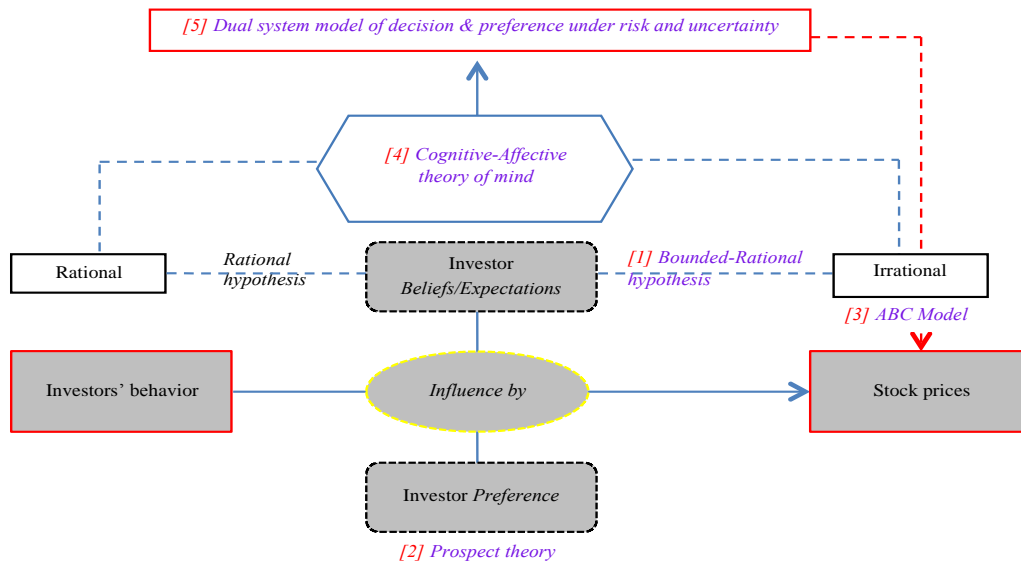 [5] Dual system model of decision & preference under risk and uncertainty
[4] Cognitive-Affective
theory of mind
Rational
Rational
hypothesis
Investor
Beliefs/Expectations
[1] Bounded-Rational
hypothesis
Irrational
[3] ABC Model
Investors’ behavior
Influence by
Stock prices
Investor Preference
[2] Prospect theory